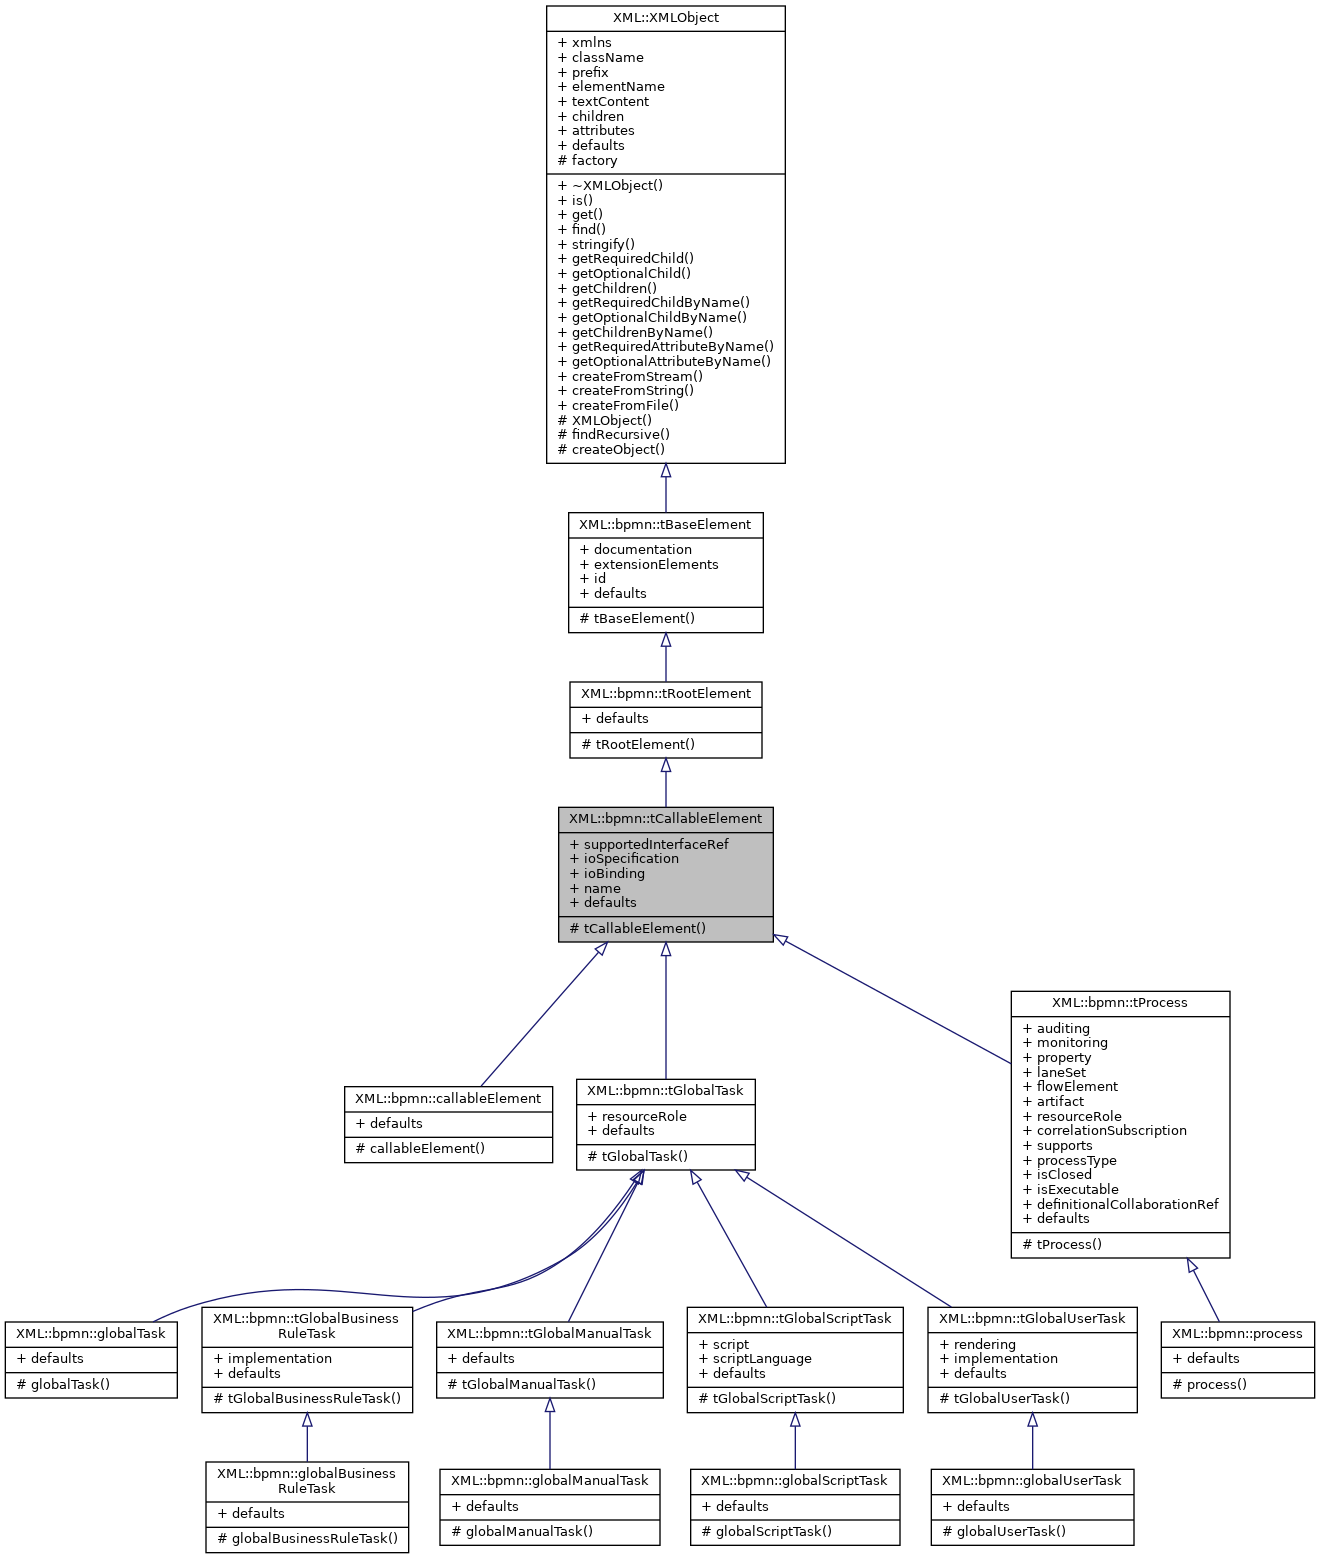 XML::XMLObject
+ xmlns
+ className
+ prefix
+ elementName
+ textContent
+ children
+ attributes
+ defaults
# factory
+ ~XMLObject()
+ is()
+ get()
+ find()
+ stringify()
+ getRequiredChild()
+ getOptionalChild()
+ getChildren()
+ getRequiredChildByName()
+ getOptionalChildByName()
+ getChildrenByName()
+ getRequiredAttributeByName()
+ getOptionalAttributeByName()
+ createFromStream()
+ createFromString()
+ createFromFile()
# XMLObject()
# findRecursive()
# createObject()
XML::bpmn::tBaseElement
+ documentation
+ extensionElements
+ id
+ defaults
# tBaseElement()
XML::bpmn::tRootElement
+ defaults
# tRootElement()
XML::bpmn::tCallableElement
+ supportedInterfaceRef
+ ioSpecification
+ ioBinding
+ name
+ defaults
# tCallableElement()
XML::bpmn::callableElement
+ defaults
# callableElement()
XML::bpmn::tGlobalTask
+ resourceRole
+ defaults
# tGlobalTask()
XML::bpmn::tProcess
+ auditing
+ monitoring
+ property
+ laneSet
+ flowElement
+ artifact
+ resourceRole
+ correlationSubscription
+ supports
+ processType
+ isClosed
+ isExecutable
+ definitionalCollaborationRef
+ defaults
# tProcess()
XML::bpmn::globalTask
+ defaults
# globalTask()
XML::bpmn::tGlobalBusiness
RuleTask
+ implementation
+ defaults
# tGlobalBusinessRuleTask()
XML::bpmn::tGlobalManualTask
+ defaults
# tGlobalManualTask()
XML::bpmn::tGlobalScriptTask
+ script
+ scriptLanguage
+ defaults
# tGlobalScriptTask()
XML::bpmn::tGlobalUserTask
+ rendering
+ implementation
+ defaults
# tGlobalUserTask()
XML::bpmn::process
+ defaults
# process()
XML::bpmn::globalBusiness
RuleTask
+ defaults
# globalBusinessRuleTask()
XML::bpmn::globalManualTask
+ defaults
# globalManualTask()
XML::bpmn::globalScriptTask
+ defaults
# globalScriptTask()
XML::bpmn::globalUserTask
+ defaults
# globalUserTask()